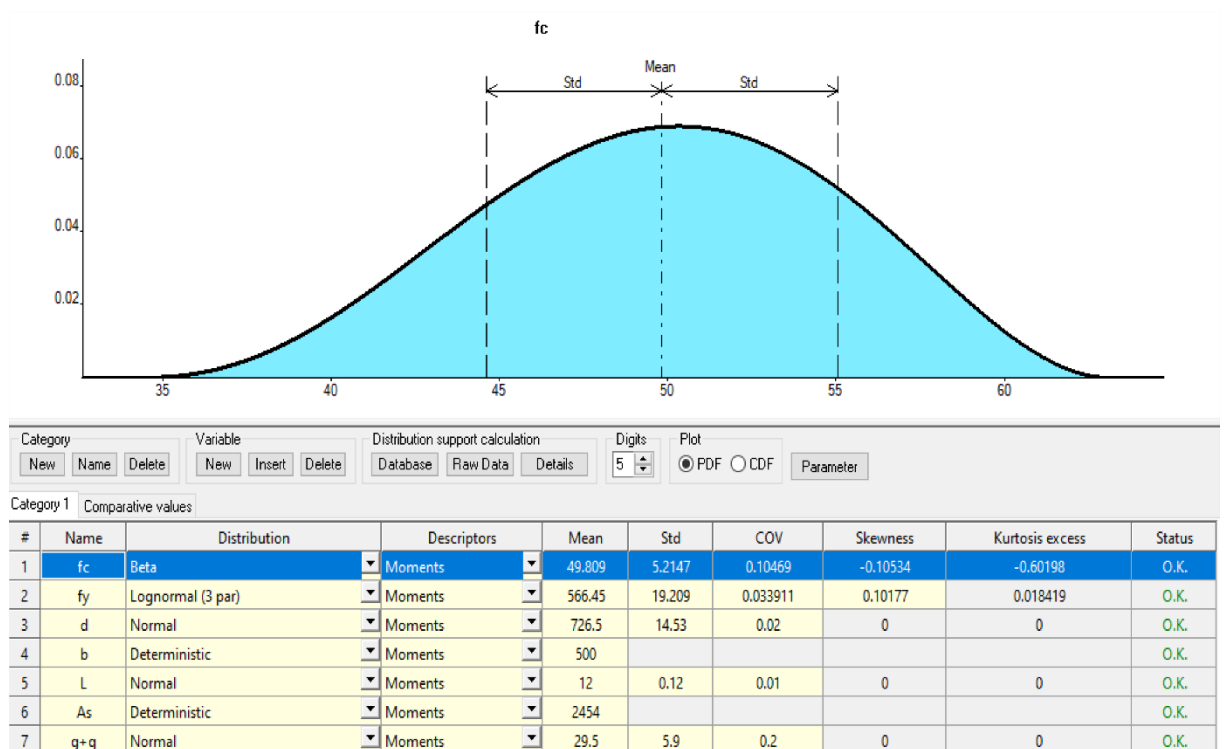 fc
Mean
Std Std
0.08
0.06
0.04
0.02
35 40 45 50 55 60
Category Variable Distribution support calculation Digits Plot
New Name Delete New Insert Delete Database Raw Data Details 5 PDF CDF Parameter
Category 1 Comparative values
# Name Distribution Descriptors Mean Std COV Skewness Kurtosis excess Status
1 fc Beta Moments 49.809 5.2147 0.10469 -0.10534 -0.60198 O.K.
2 fy Lognormal (3 par) Moments 566.45 19.209 0.033911 0.10177 0.018419 O.K.
3 d Normal Moments 726.5 14.53 0.02 0 0 O.K.
4 b Deterministic Moments 500 O.K.
5 L Normal Moments 12 0.12 0.01 0 0 O.K.
6 As Deterministic Moments 2454 O.K.
7 g+q Normal Moments 29.5 5.9 0.2 0 0 O.K.